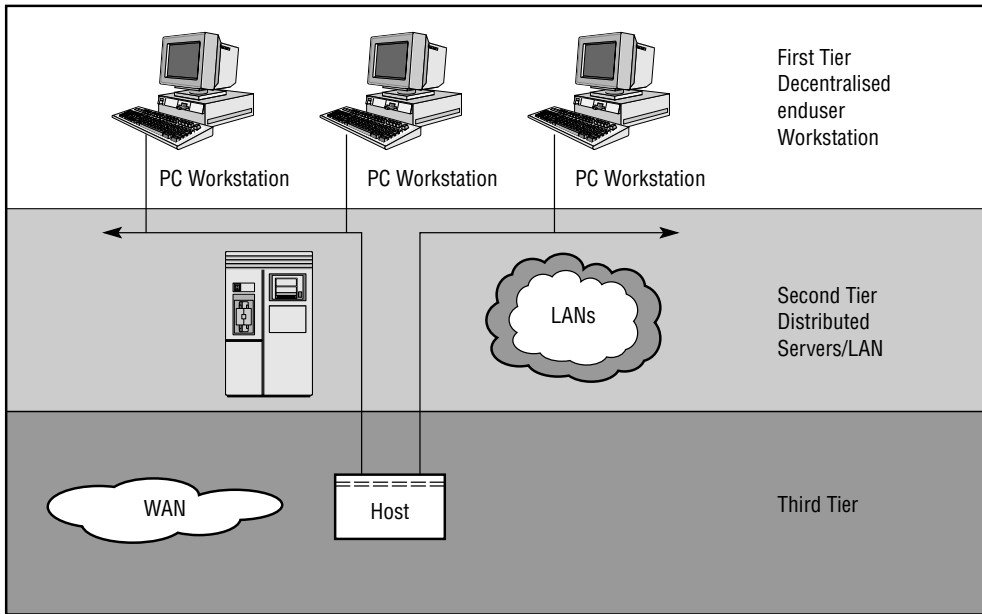 First Tier
Decentralised
enduser
Workstation
PC Workstation
PC Workstation
PC Workstation
LANs
Second Tier
Distributed
Servers/LAN
WAN
Host
Third Tier